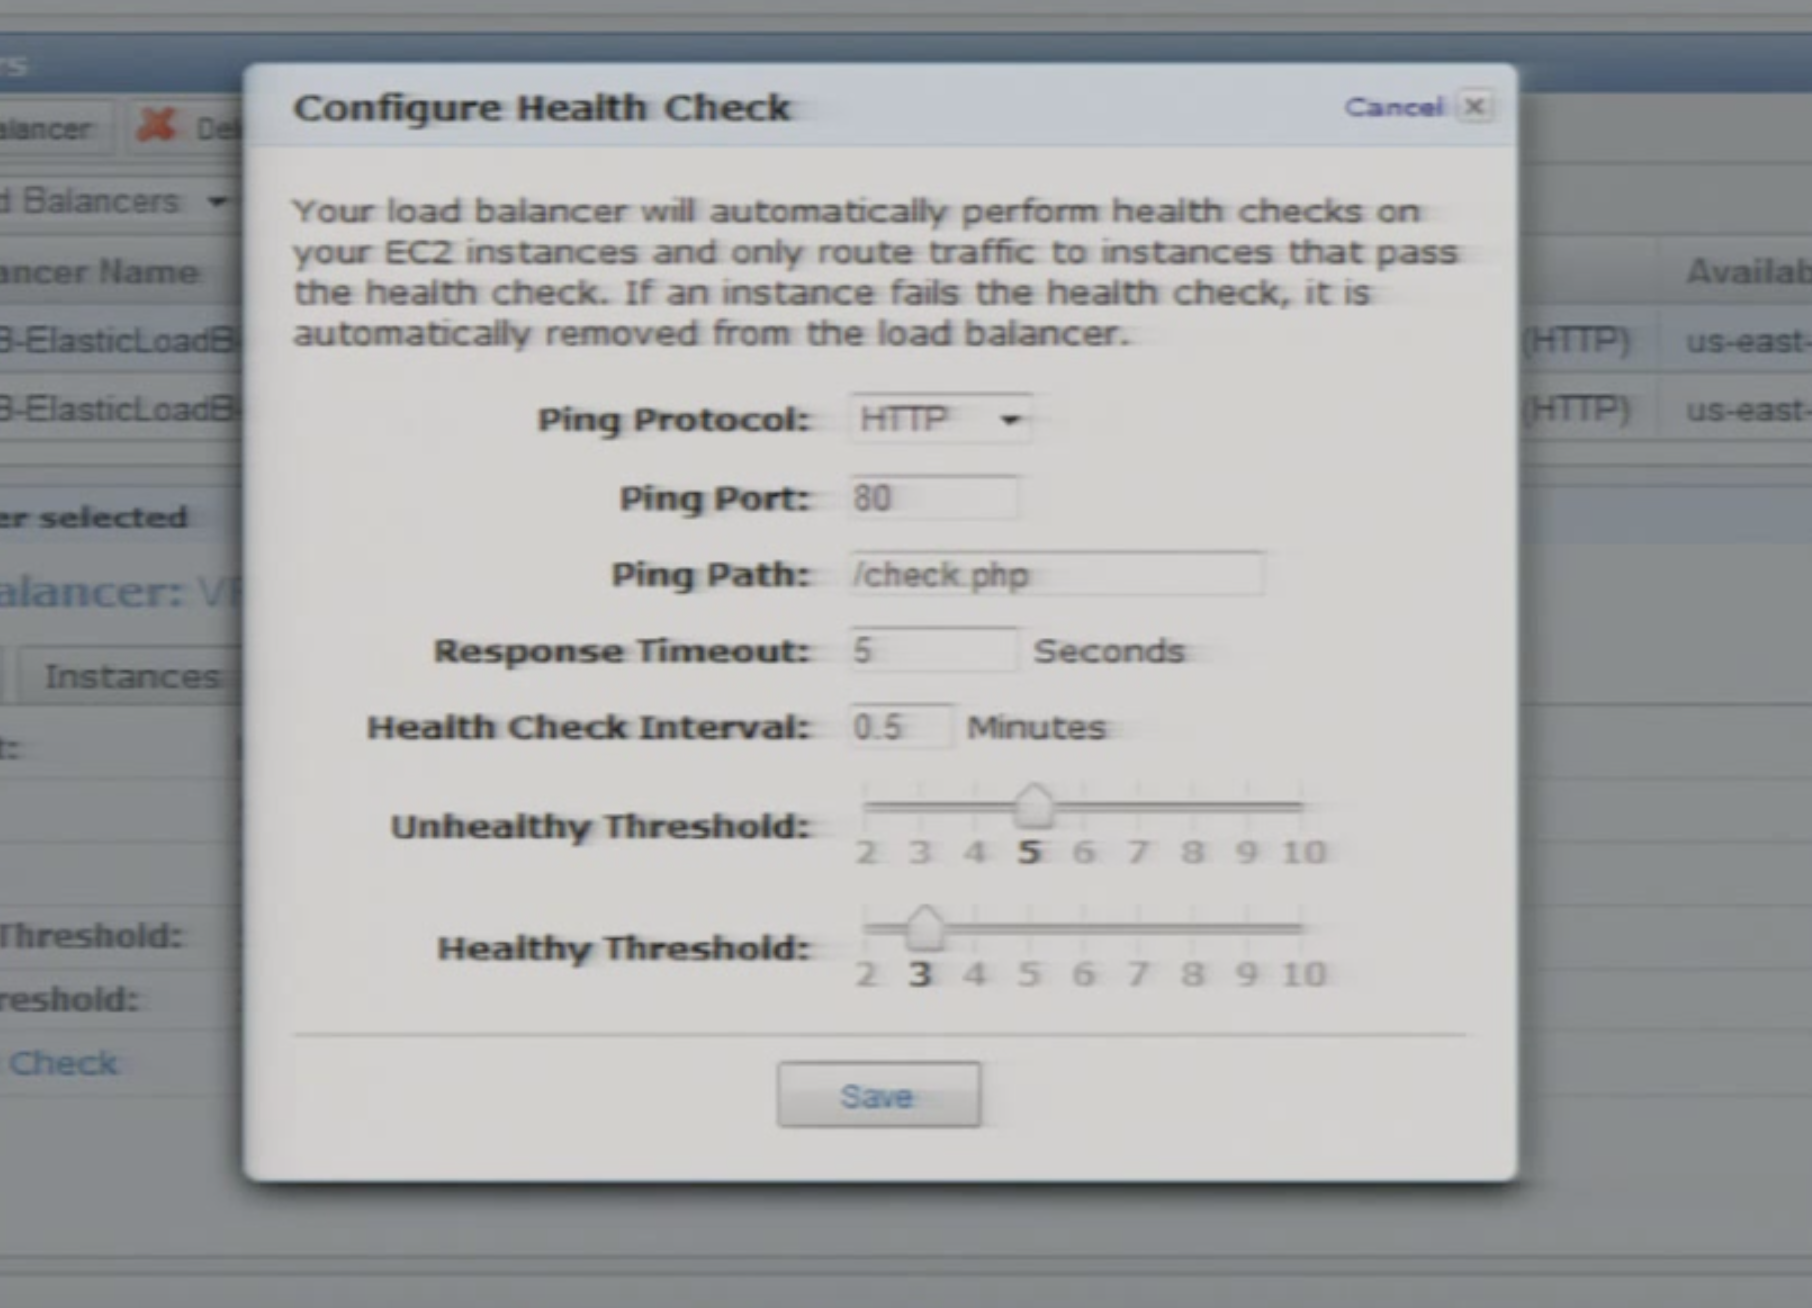 rs
Configure Health Check
Cancel
alancer
Del
Your load balancer will automatically perform health checks on
your EC2 instances and only route traffic to instances that pass
the health check. If an instance fails the health check, it is
automatically removed from the load balancer.
d Balancers
ancer Name
Availab
B-ElasticLoadB-
(HTTP)
us-east-
B-ElasticLoadB-
(HTTP)
us-east-
Ping Protocol: HTTP
Ping Port: 80
er selected
Ping Path: /check.php
alancer: VB
Response Timeout: 5 Seconds
Instances
Health Check Interval: 0.5 Minutes
t:
Unhealthy Threshold:
2 3 4 5 6 7 8 9 10
Threshold:
Healthy Threshold:
2 3 4 5 6 7 8 9 10
reshold:
Check
Save